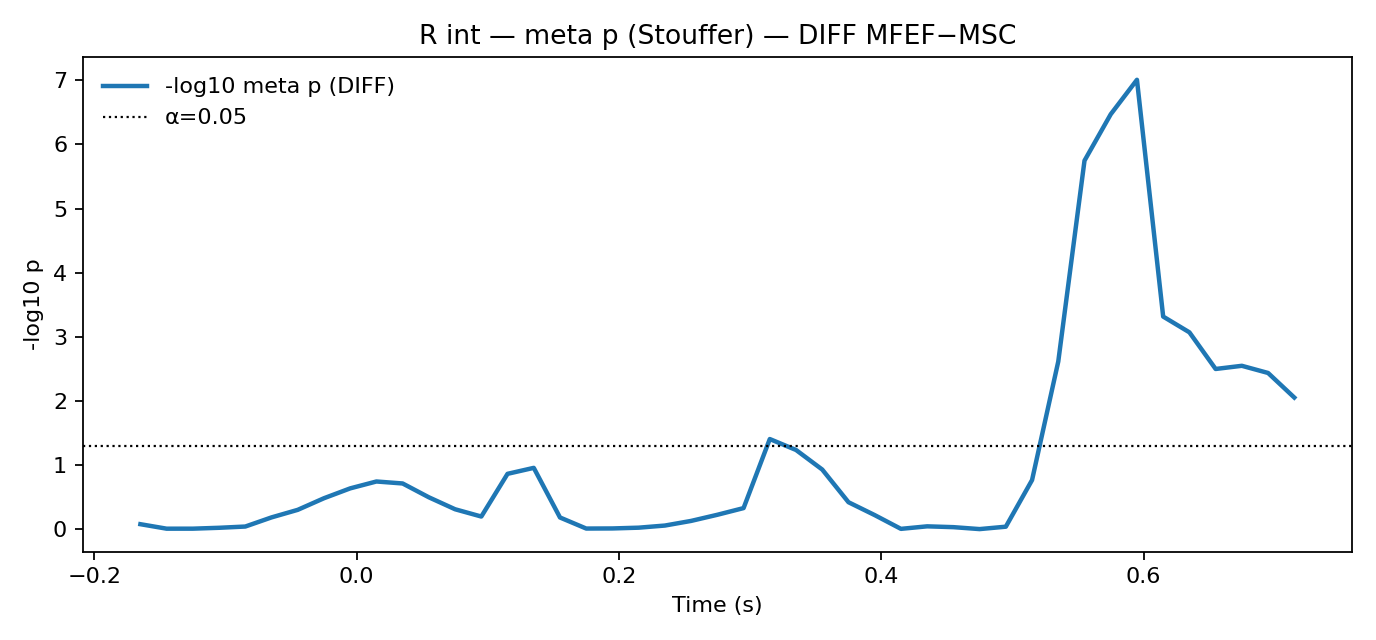 R int — meta p (Stouffer) — DIFF MFEF−MSC
-log10 meta p (DIFF)
α=0.05
-log10 p
7
6
5
4
3
2
1
0
−0.2
0.0
0.2
0.4
0.6
Time (s)